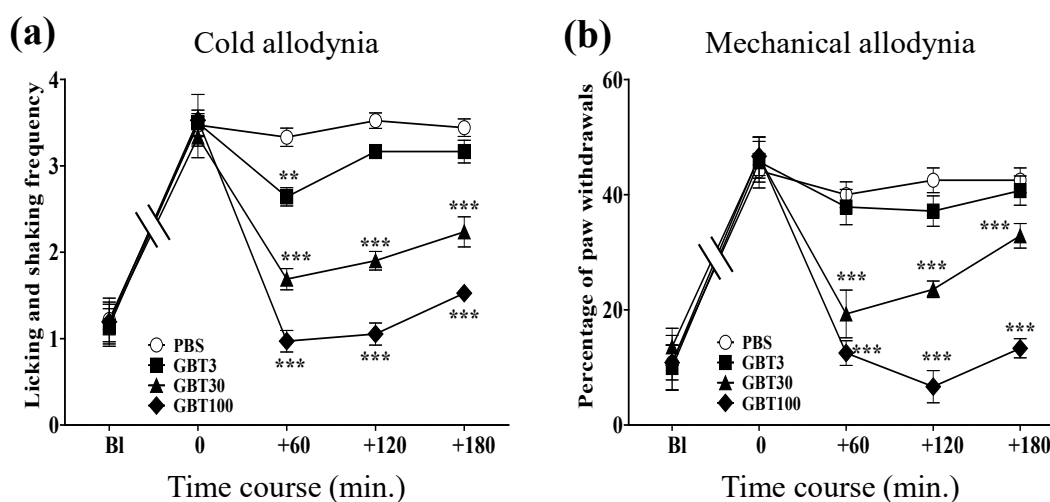 (a)
Cold allodynia
Licking and shaking frequency
4
3
2
1
0
**
***
***
***
***
***
***
PBS
GBT3
GBT30
GBT100
Bl
0
+60
+120
+180
Time course (min.)
(b)
Mechanical allodynia
Percentage of paw withdrawals
60
40
20
0
***
***
***
***
***
***
PBS
GBT3
GBT30
GBT100
Bl
0
+60
+120
+180
Time course (min.)